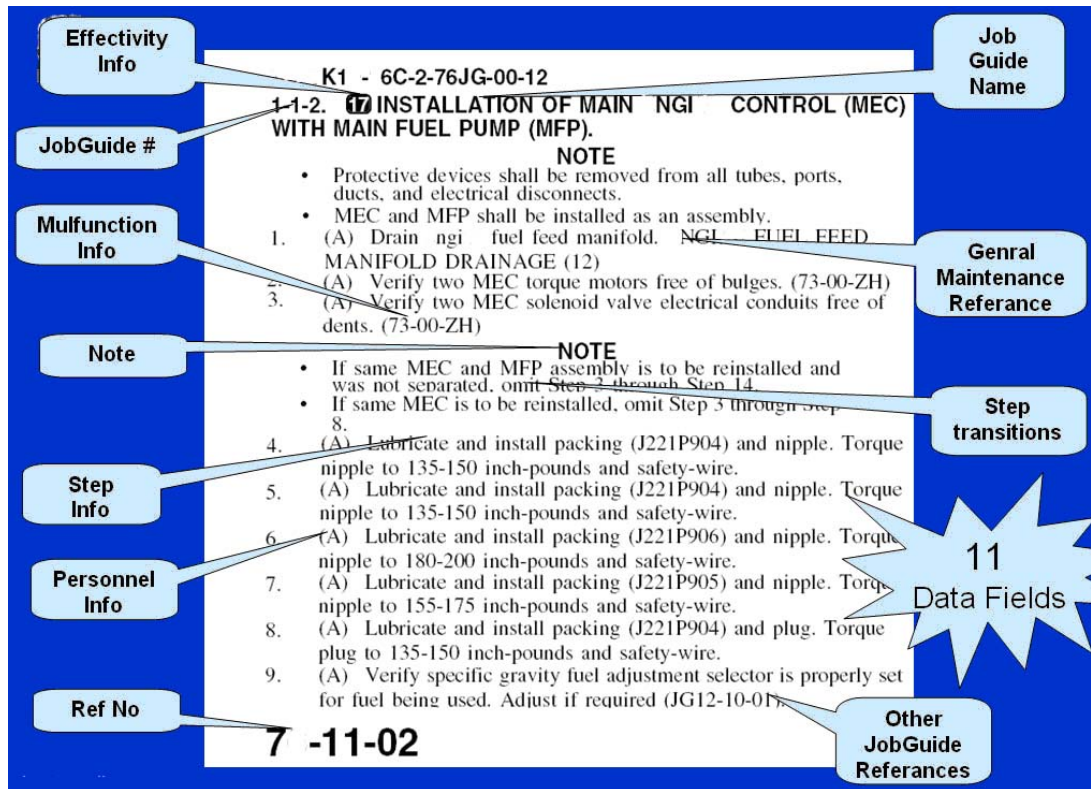 Effectivity
Info
Job
Guide
Name
K1 - 6C-2-76JG-00-12
1-1-2. 17 INSTALLATION OF MAIN NGI CONTROL (MEC)
WITH MAIN FUEL PUMP (MFP).
JobGuide #
NOTE
• Protective devices shall be removed from all tubes, ports,
ducts, and electrical disconnects.
• MEC and MFP shall be installed as an assembly.
Mulfunction
Info
1. (A) Drain ngi fuel feed manifold. NGI FUEL FEED
MANIFOLD DRAINAGE (12)
Genral
Maintenance
Referance
2. (A) Verify two MEC torque motors free of bulges. (73-00-ZH)
3. (A) Verify two MEC solenoid valve electrical conduits free of
dents. (73-00-ZH)
Note
NOTE
• If same MEC and MFP assembly is to be reinstalled and
was not separated, omit Step 3 through Step 14.
• If same MEC is to be reinstalled, omit Step 3 through Step
8.
Step
transitions
4. (A) Lubricate and install packing (J221P904) and nipple. Torque
nipple to 135-150 inch-pounds and safety-wire.
Step
Info
5. (A) Lubricate and install packing (J221P904) and nipple. Torque
nipple to 135-150 inch-pounds and safety-wire.
6. (A) Lubricate and install packing (J221P906) and nipple. Torque
nipple to 180-200 inch-pounds and safety-wire.
11
Data Fields
Personnel
Info
7. (A) Lubricate and install packing (J221P905) and nipple. Torque
nipple to 155-175 inch-pounds and safety-wire.
8. (A) Lubricate and install packing (J221P904) and plug. Torque
plug to 135-150 inch-pounds and safety-wire.
9. (A) Verify specific gravity fuel adjustment selector is properly set
for fuel being used. Adjust if required (JG12-10-01).
Ref No
7 -11-02
Other
JobGuide
Referances